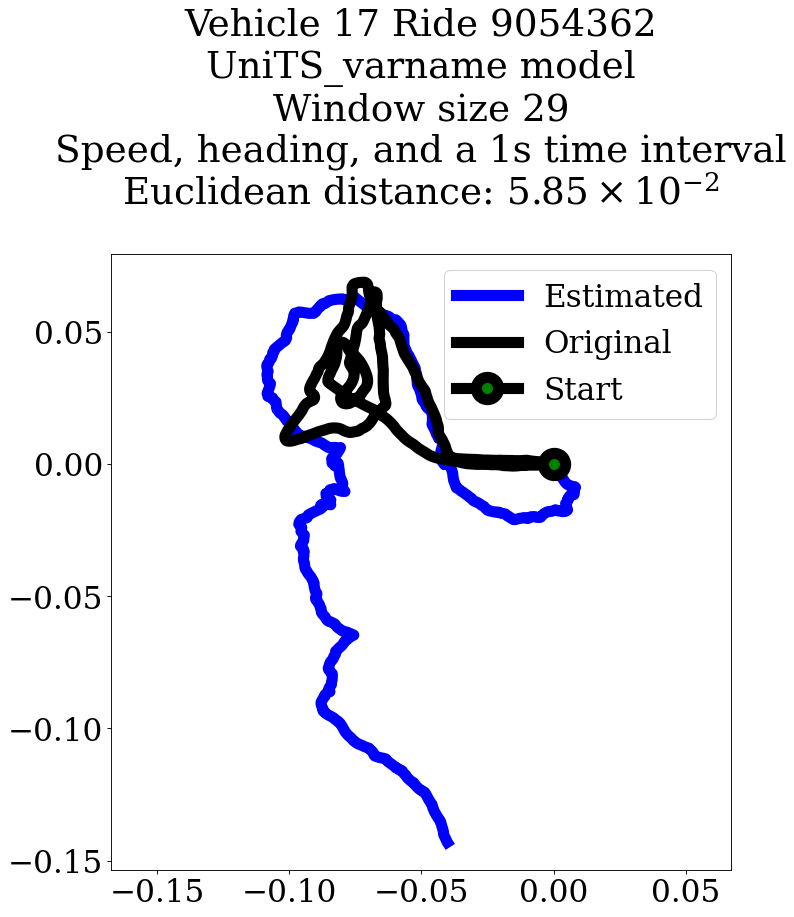 Vehicle 17 Ride 9054362
UniTS_varname model
Window size 29
Speed, heading, and a 1s time interval
Euclidean distance: 5.85 × 10⁻²
Estimated
Original
Start
0.05
0.00
−0.05
−0.10
−0.15
−0.15
−0.10
−0.05
0.00
0.05